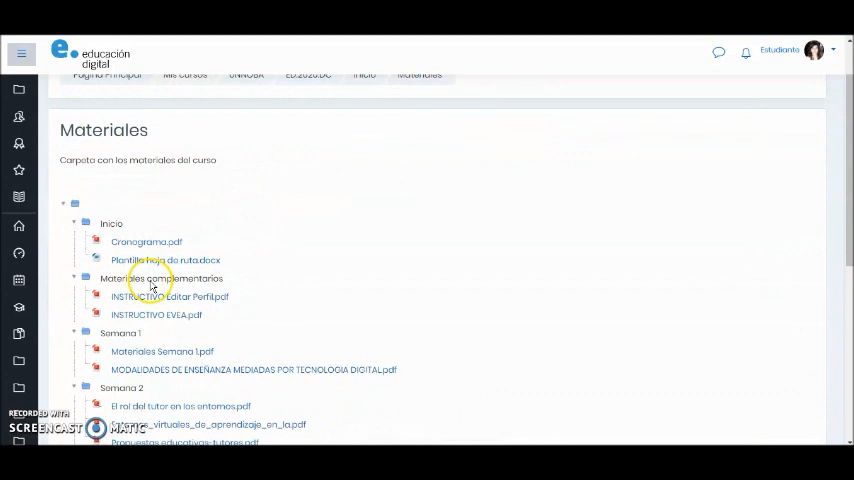 e. educación
digital
Estudiante
Página Principal Mis cursos UNNOBA ED.2020.DC Inicio Materiales
Materiales
Carpeta con los materiales del curso
Inicio
Cronograma.pdf
Plantilla hoja de ruta.docx
Materiales complementarios
INSTRUCTIVO Editar Perfil.pdf
INSTRUCTIVO EVEA.pdf
Semana 1
Materiales Semana 1.pdf
MODALIDADES DE ENSEÑANZA MEDIADAS POR TECNOLOGIA DIGITAL.pdf
Semana 2
El rol del tutor en los entornos.pdf
virtuales_de_aprendizaje_en_la.pdf
Propuestas educativas-tutores.pdf
RECORDED WITH
SCREENCAST MATIC